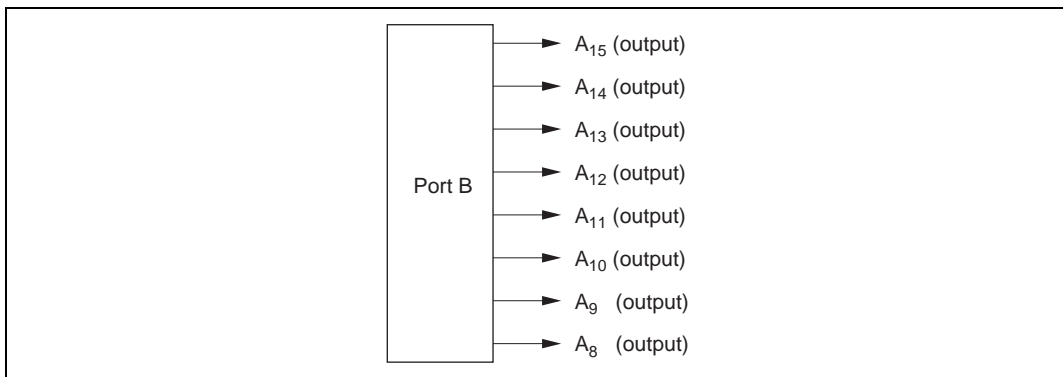 A15 (output)
A14 (output)
A13 (output)
A12 (output)
Port B
A11 (output)
A10 (output)
A9 (output)
A8 (output)